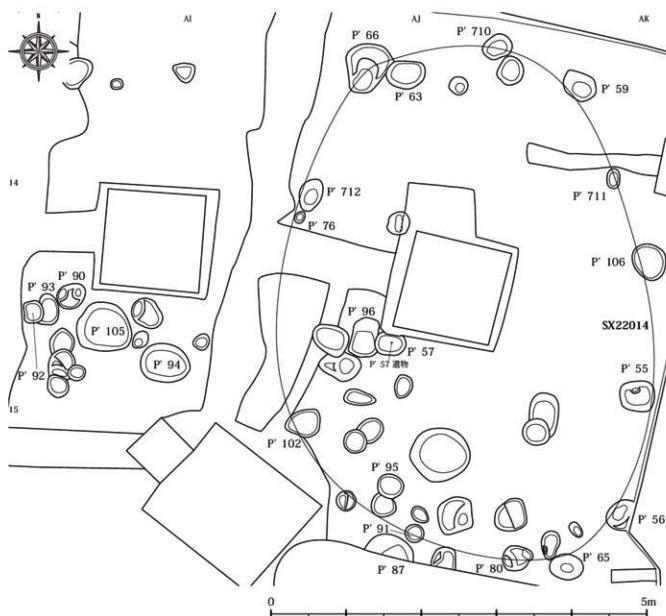 AI
AJ
AK
N
P' 66
P' 710
P' 63
P' 59
14
P' 712
P' 711
P' 76
P' 90
P' 93
P' 106
P' 96
P' 105
SX22014
P' 57
P' 94
P' 57 遺物
P' 92
P' 55
15
P' 102
P' 95
P' 56
P' 91
P' 65
P' 87
P' 80
0
5m